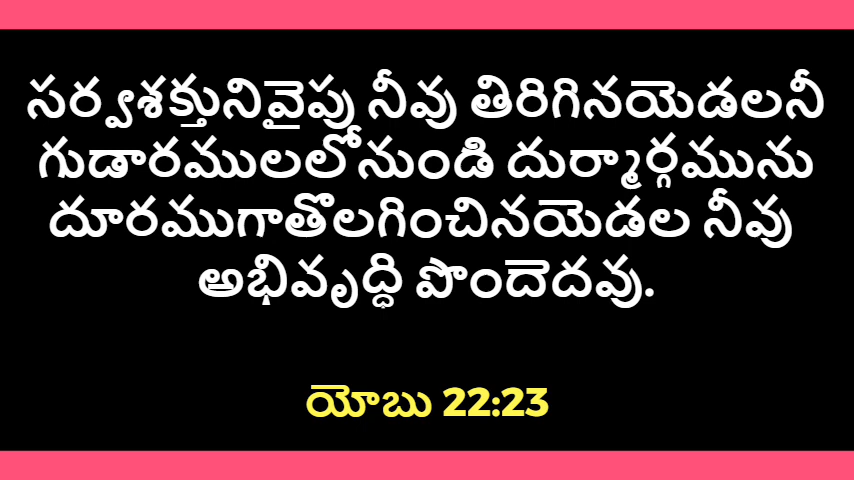 సర్వశక్తునివైపు నీవు తిరిగినయెడలనీ
గుడారములలోనుండి దుర్మార్గమును
దూరముగాతొలగించినయెడల నీవు
అభివృద్ధి పొందెదవు.
యోబు 22:23